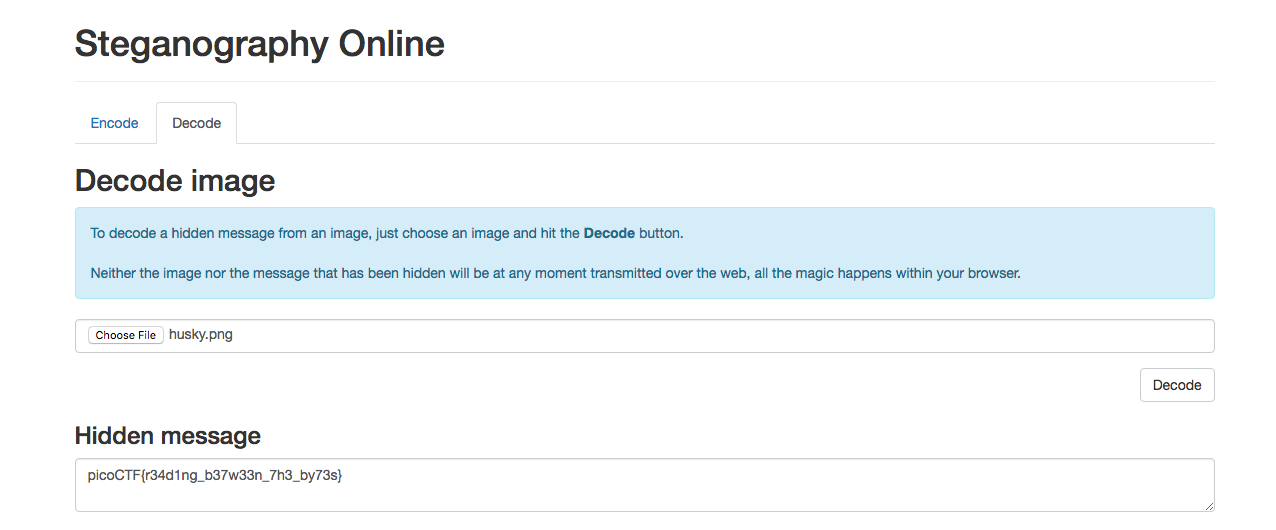 Steganography Online
Encode Decode
Decode image
To decode a hidden message from an image, just choose an image and hit the Decode button.
Neither the image nor the message that has been hidden will be at any moment transmitted over the web, all the magic happens within your browser.
Choose File husky.png
Decode
Hidden message
picoCTF{r34d1ng_b37w33n_7h3_by73s}